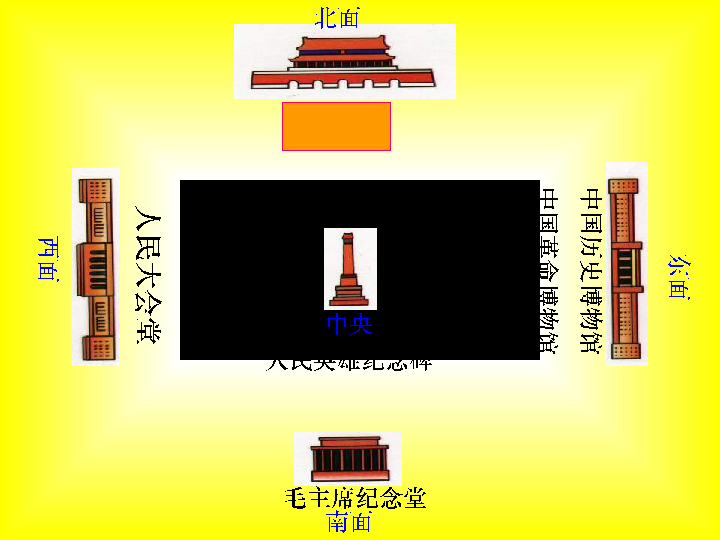 北面
西面
人民大会堂
中央
人民英雄纪念碑
中国革命博物馆
中国历史博物馆
东面
毛主席纪念堂
南面